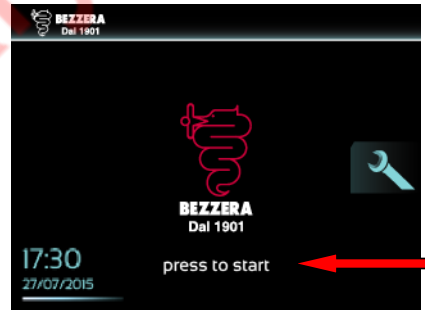 BEZZERA
Dal 1901
BEZZERA
Dal 1901
17:30
press to start
27/07/2015